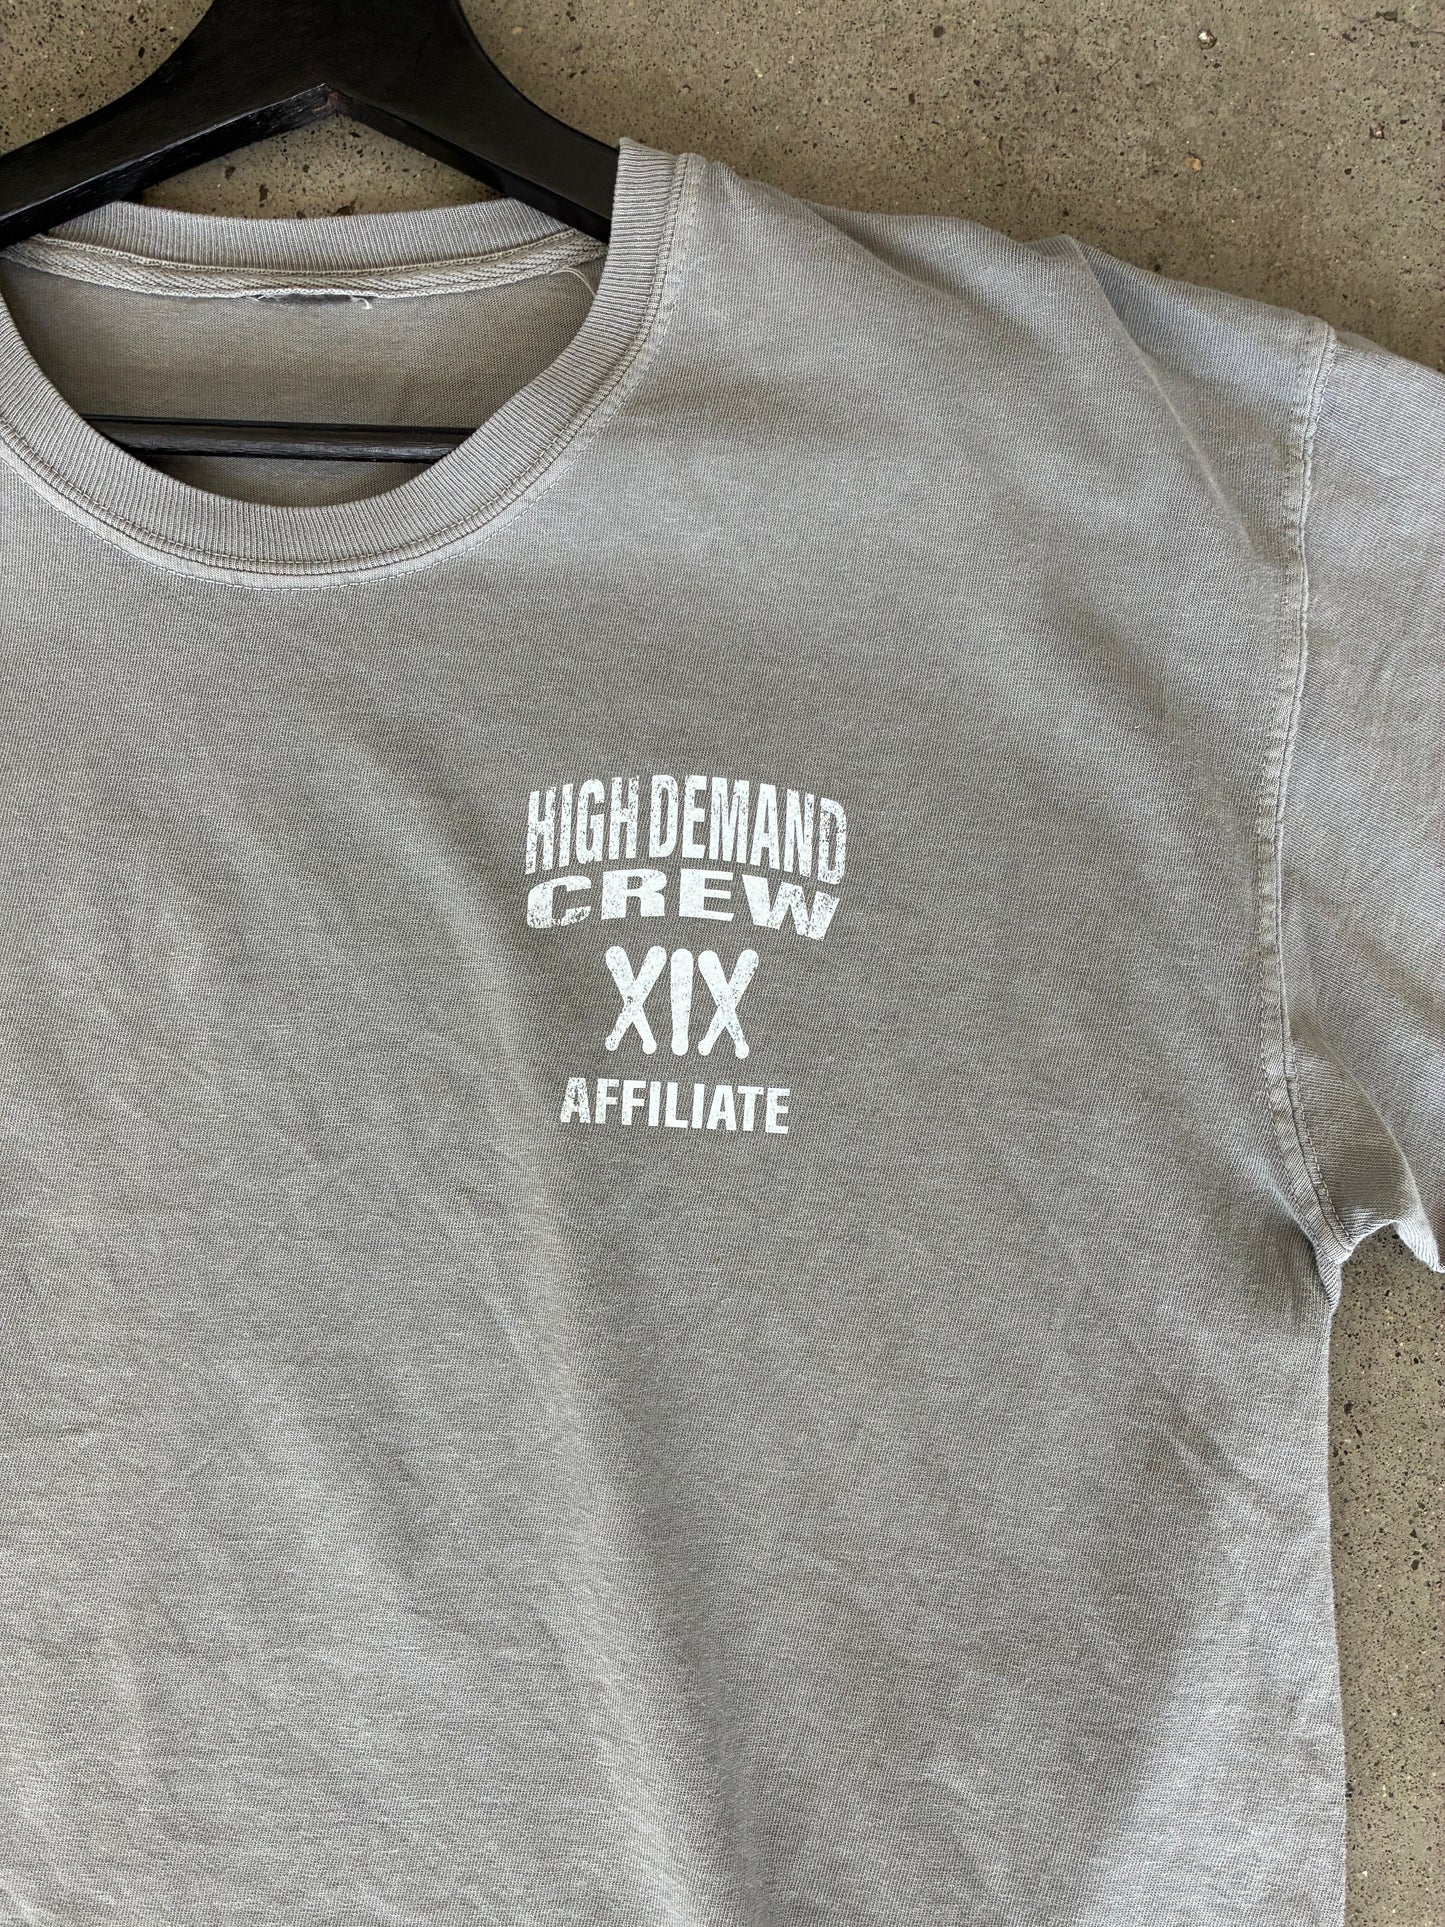 HIGH DEMAND
CREW
XIX
AFFILIATE